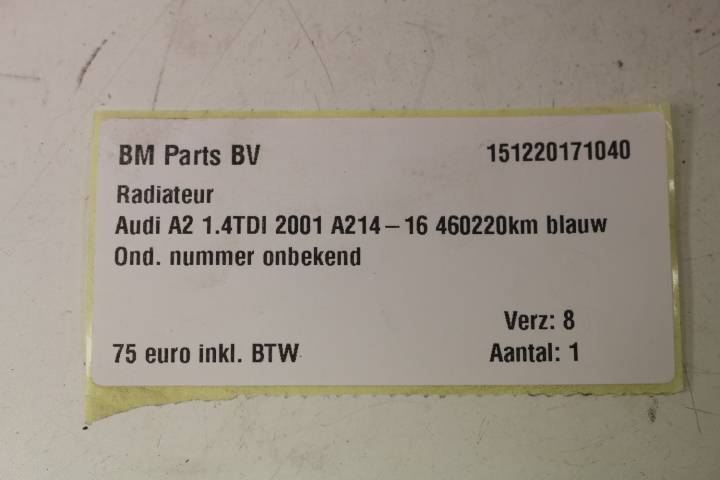 BM Parts BV 151220171040
Radiateur
Audi A2 1.4TDI 2001 A214-16 460220km blauw
Ond. nummer onbekend
Verz: 8
75 euro inkl. BTW Aantal: 1